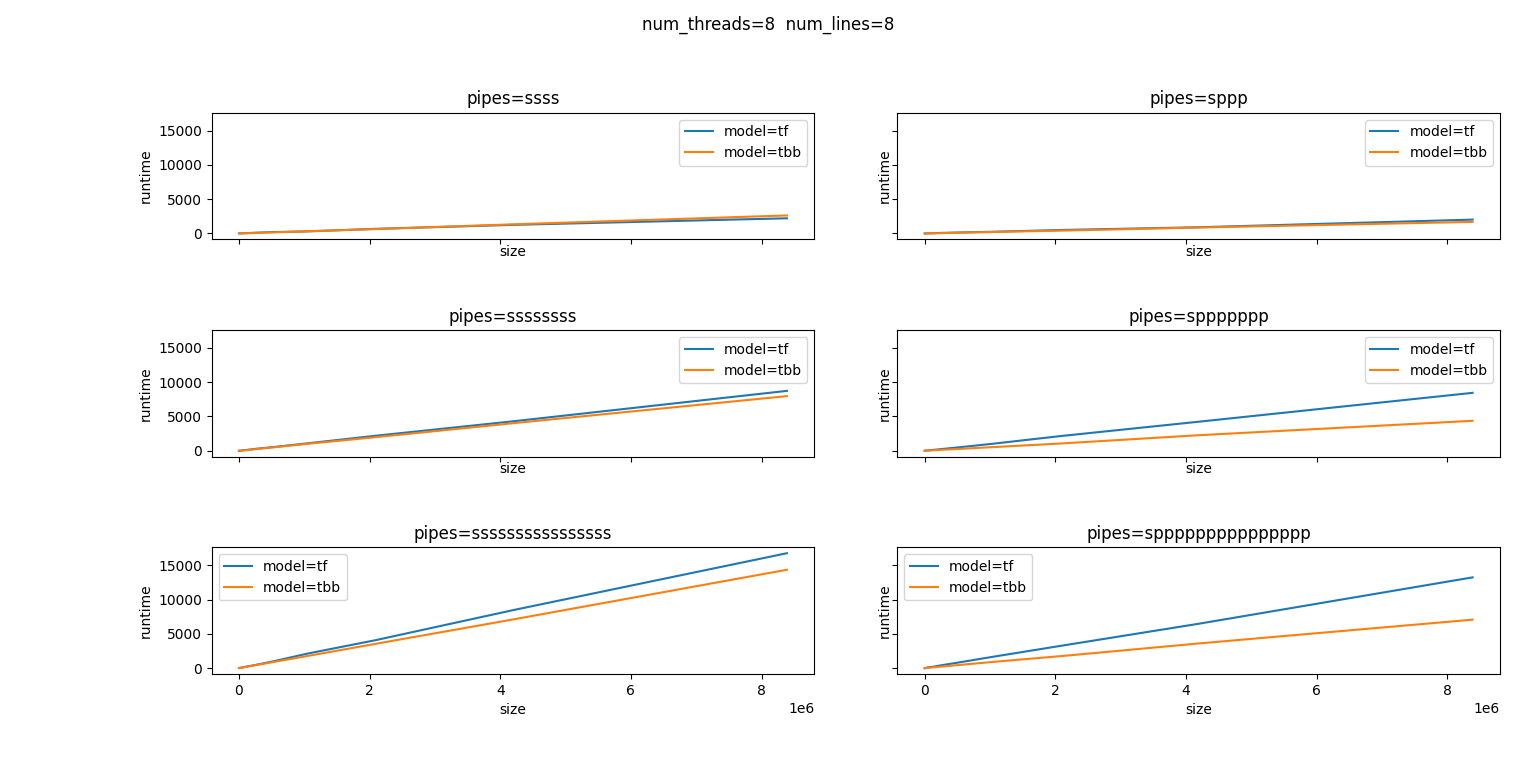 num_threads=8  num_lines=8
pipes=ssss
runtime
15000
10000
5000
0
model=tf
model=tbb
size
pipes=sppp
runtime
model=tf
model=tbb
size
pipes=ssssssss
runtime
15000
10000
5000
0
model=tf
model=tbb
size
pipes=sppppppp
runtime
model=tf
model=tbb
size
pipes=ssssssssssssssss
runtime
15000
10000
5000
0
model=tf
model=tbb
0 2 4 6 8
1e6
size
pipes=sppppppppppppppp
runtime
model=tf
model=tbb
0 2 4 6 8
1e6
size